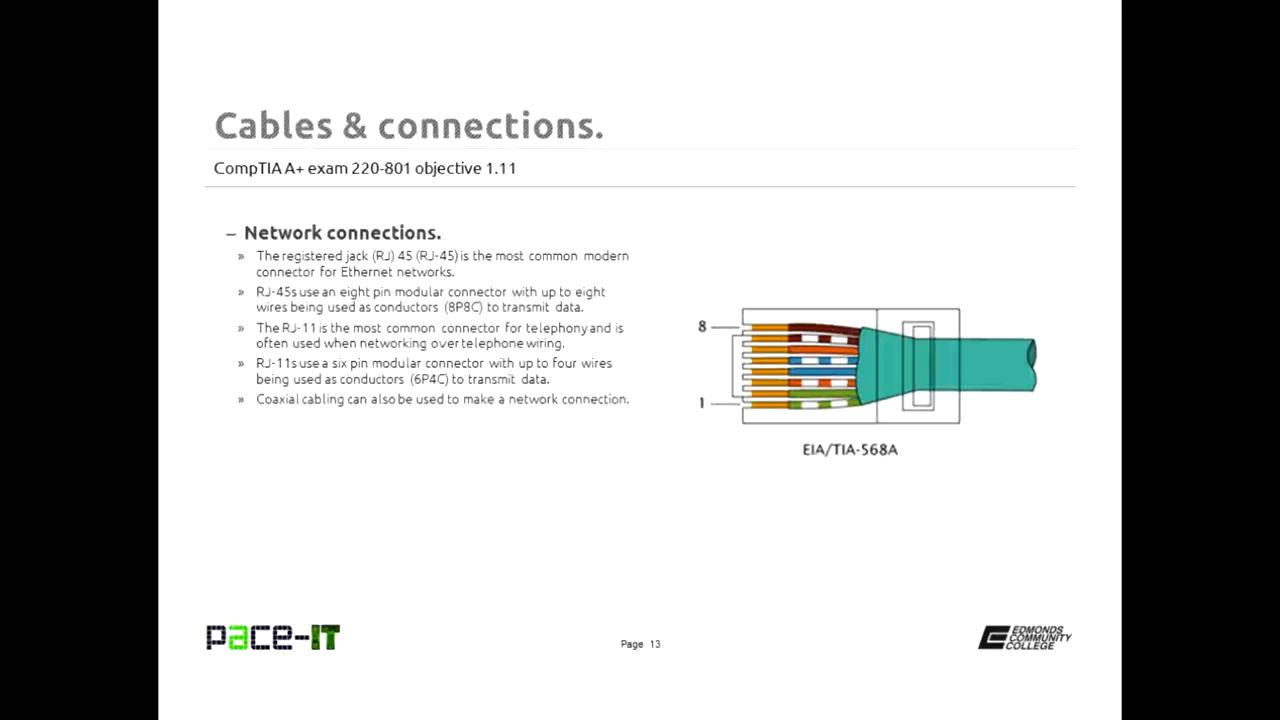 Cables & connections.
CompTIA A+ exam 220-801 objective 1.11
– Network connections.
» The registered jack (RJ) 45 (RJ-45) is the most common modern
connector for Ethernet networks.
» RJ-45s use an eight pin modular connector with up to eight
wires being used as conductors (8P8C) to transmit data.
» The RJ-11 is the most common connector for telephony and is
often used when networking over telephone wiring.
» RJ-11s use a six pin modular connector with up to four wires
being used as conductors (6P4C) to transmit data.
» Coaxial cabling can also be used to make a network connection.
8
1
EIA/TIA-568A
pace-IT
Page 13
EDMONDS
COMMUNITY
COLLEGE